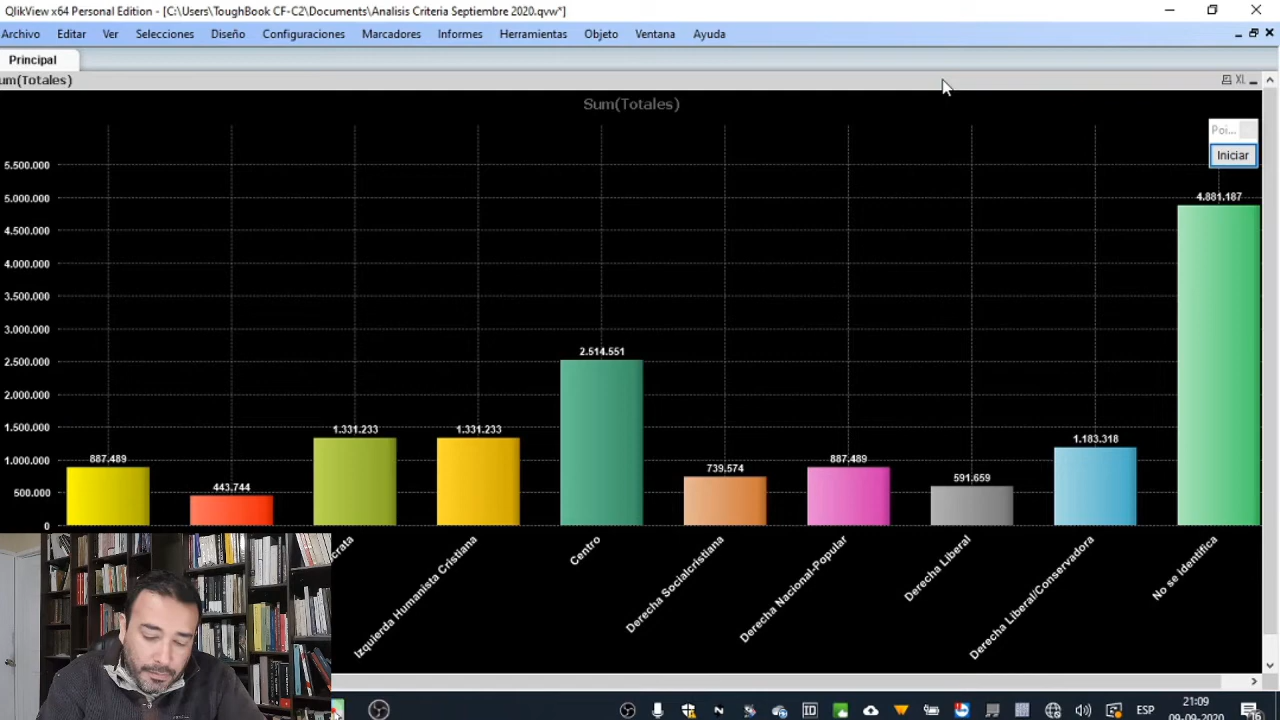 QlikView x64 Personal Edition - [C:\Users\ToughBook CF-C2\Documents\Analisis Criteria Septiembre 2020.qvw*]
Archivo Editar Ver Selecciones Diseño Configuraciones Marcadores Informes Herramientas Objeto Ventana Ayuda
Principal
um(Totales) XL
Sum(Totales)
Poi...
Iniciar
5.500.000
5.000.000
4.500.000
4.000.000
3.500.000
3.000.000
2.500.000
2.000.000
1.500.000
1.000.000
500.000
0
887.489
443.744
1.331.233
1.331.233
2.514.551
739.574
887.489
591.659
1.183.318
4.881.187
crata
Izquierda Humanista Cristiana
Centro
Derecha Socialcristiana
Derecha Nacional-Popular
Derecha Liberal
Derecha Liberal/Conservadora
No se identifica
ESP
21:09
09-09-2020
16